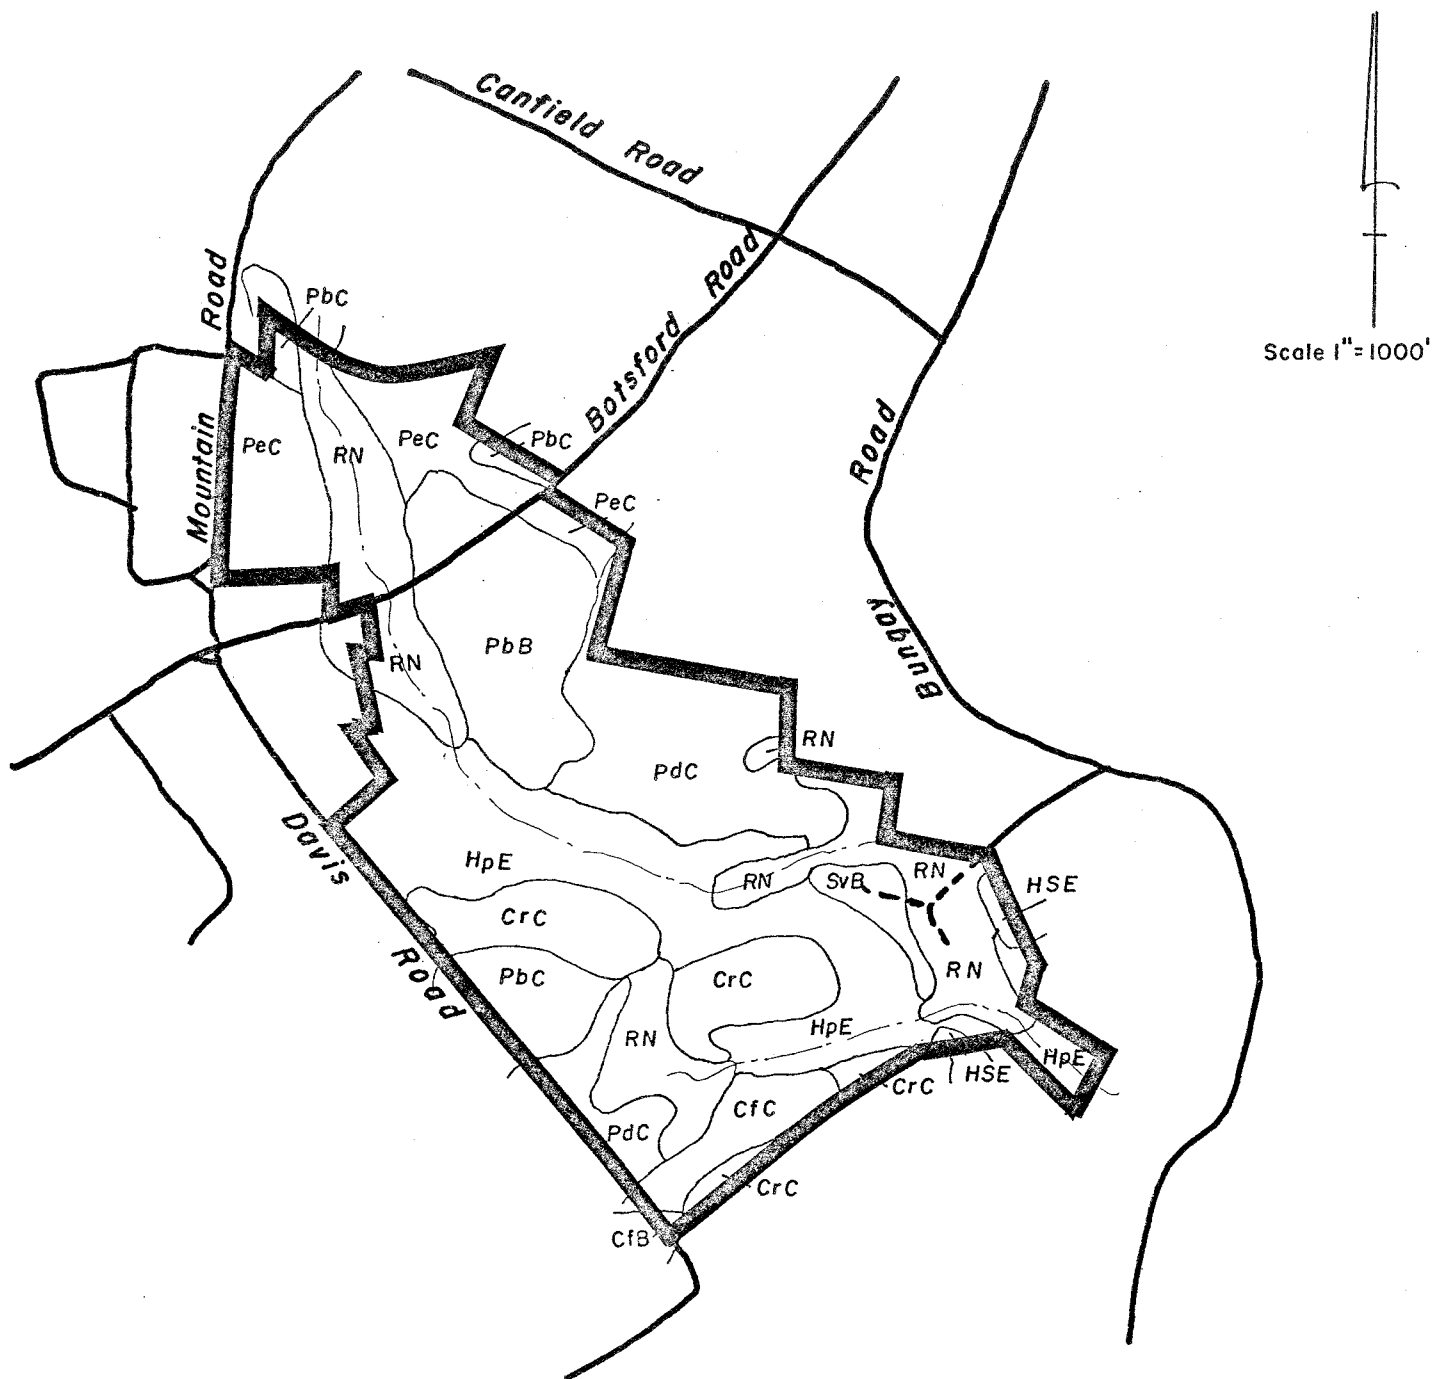 Canfield Road
Road
PbC
Botsford Road
Scale 1"=1000'
Mountain
PeC
RN
PeC
PbC
Road
PeC
Bungay
PbB
RN
RN
PdC
Davis
HpE
RN
SvB
RN
HSE
CrC
PbC
Road
CrC
RN
RN
HpE
HpE
HSE
CrC
CfC
PdC
CrC
CfB